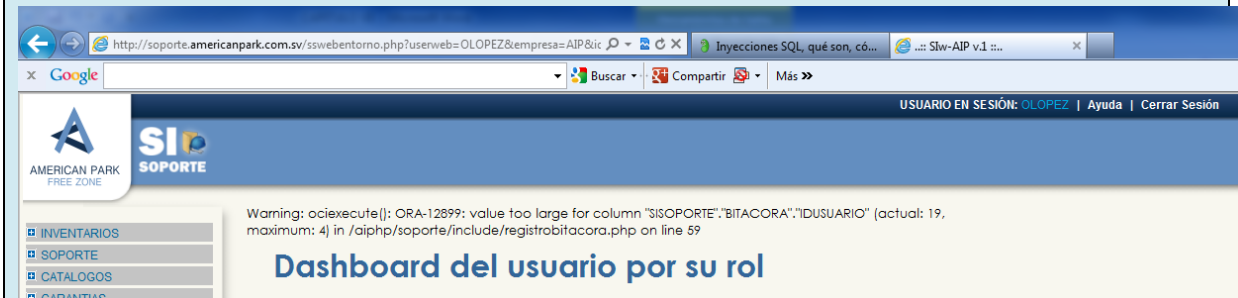 http://soporte.americanpark.com.sv/sswebentorno.php?userweb=OLOPEZ&empresa=AIP&ic
Inyecciones SQL, qué son, có...
..:: SIw-AIP v.1 ::..
Google
Buscar
Compartir
Más »
USUARIO EN SESIÓN: OLOPEZ | Ayuda | Cerrar Sesión
AMERICAN PARK
FREE ZONE
SI
SOPORTE
Warning: ociexecute(): ORA-12899: value too large for column "SISOPORTE"."BITACORA"."IDUSUARIO" (actual: 19,
maximum: 4) in /aiphp/soporte/include/registrobitacora.php on line 59
INVENTARIOS
SOPORTE
CATALOGOS
GARANTIAS
Dashboard del usuario por su rol